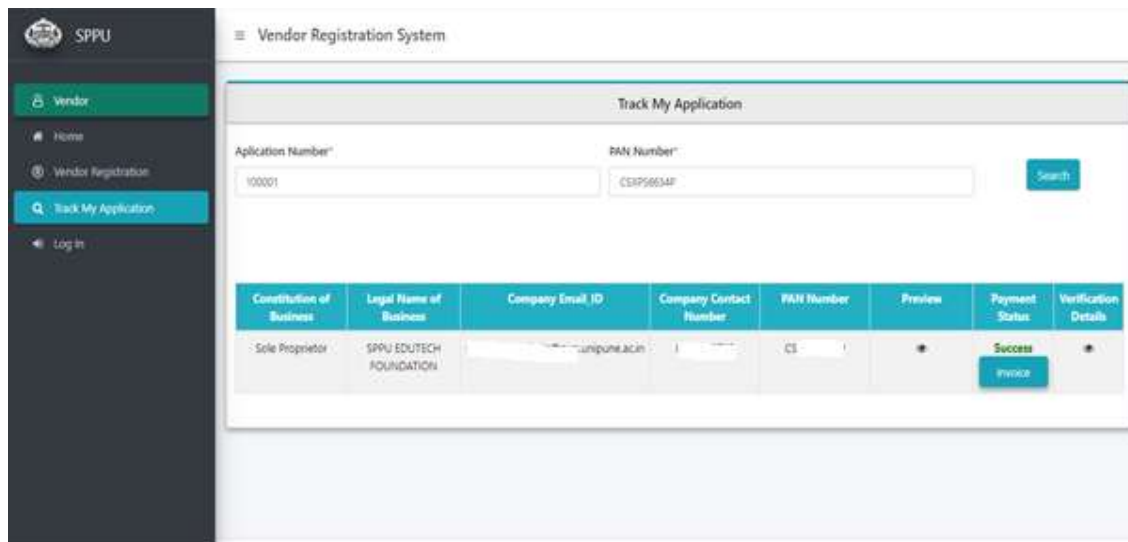 SPPU
Vendor Registration System
Vendor
Home
Vendor Registration
Track My Application
Log In
Track My Application
Aplication Number*
PAN Number*
100001
Search
Constitution of Business
Legal Name of Business
Company Email_ID
Company Contact Number
PAN Number
Preview
Payment Status
Verification Details
Sole Proprietor
SPPU EDUTECH FOUNDATION
unipune.ac.in
CS
Success
Invoice